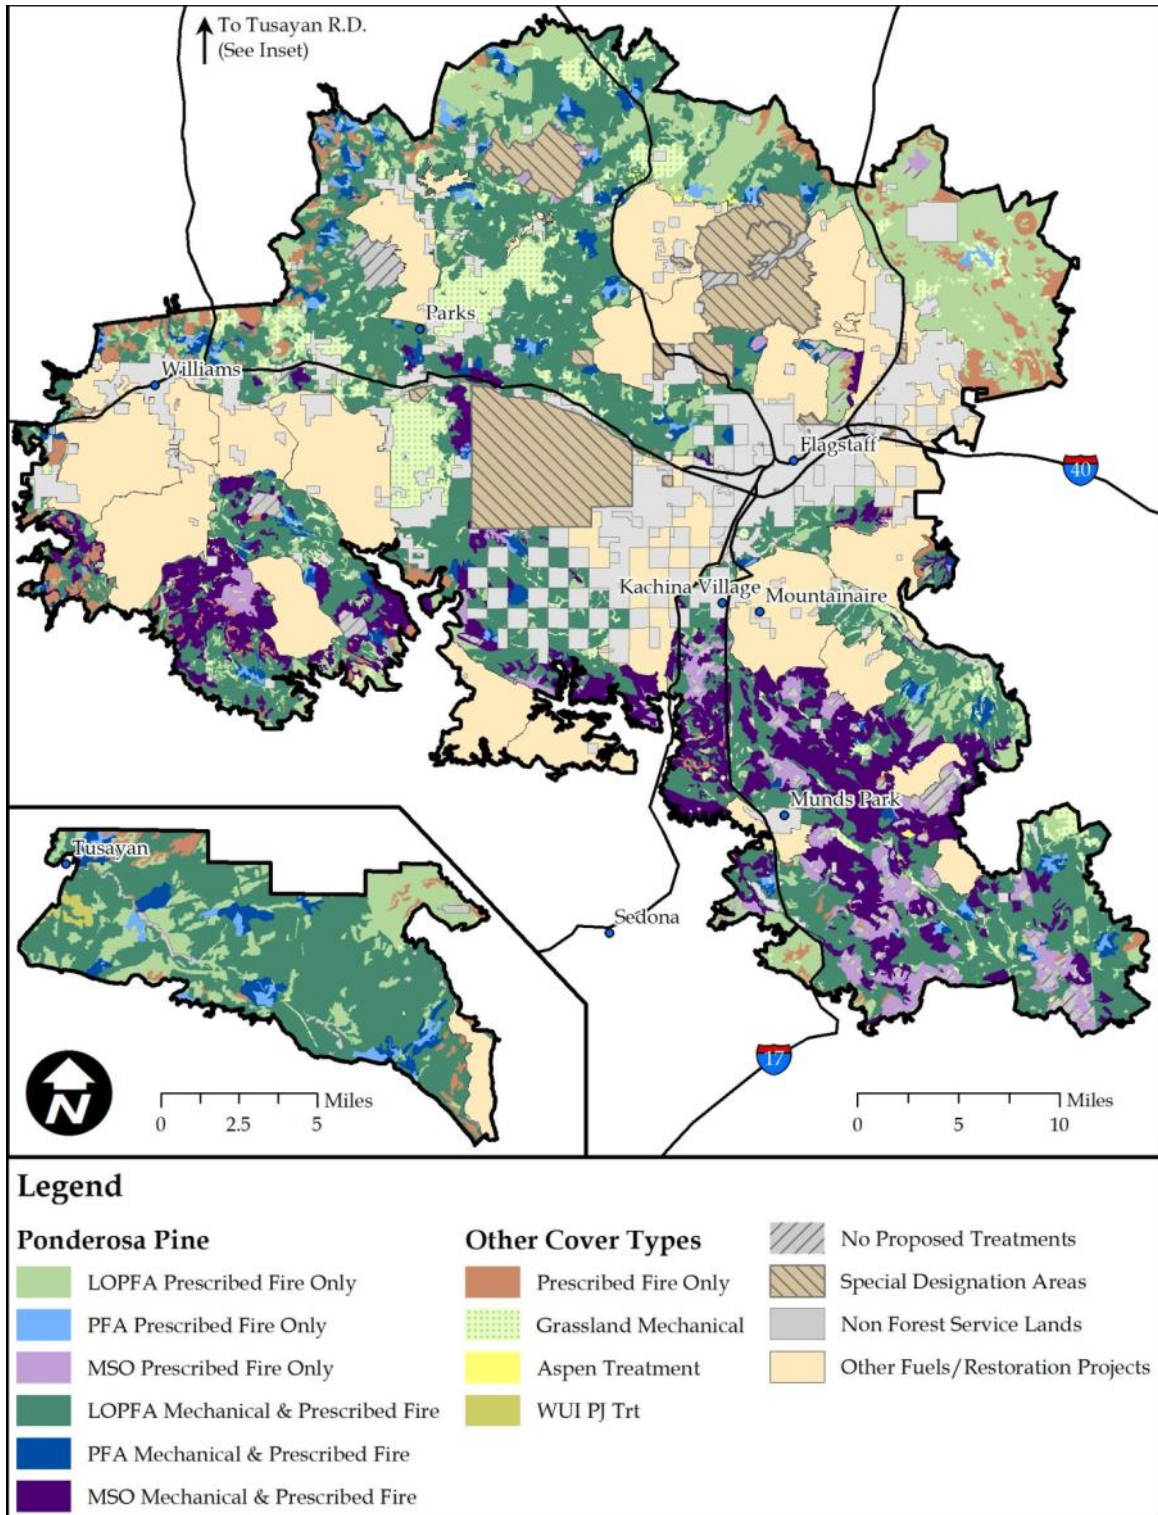 To Tusayan R.D.
(See Inset)
Parks
Williams
Flagstaff
40
Kachina Village
Mountainaire
Munds Park
Tusayan
Sedona
17
N
0 2.5 5 Miles
0 5 10 Miles
Legend
Ponderosa Pine
LOPFA Prescribed Fire Only
PFA Prescribed Fire Only
MSO Prescribed Fire Only
LOPFA Mechanical & Prescribed Fire
PFA Mechanical & Prescribed Fire
MSO Mechanical & Prescribed Fire
Other Cover Types
Prescribed Fire Only
Grassland Mechanical
Aspen Treatment
WUI PJ Trt
No Proposed Treatments
Special Designation Areas
Non Forest Service Lands
Other Fuels/Restoration Projects